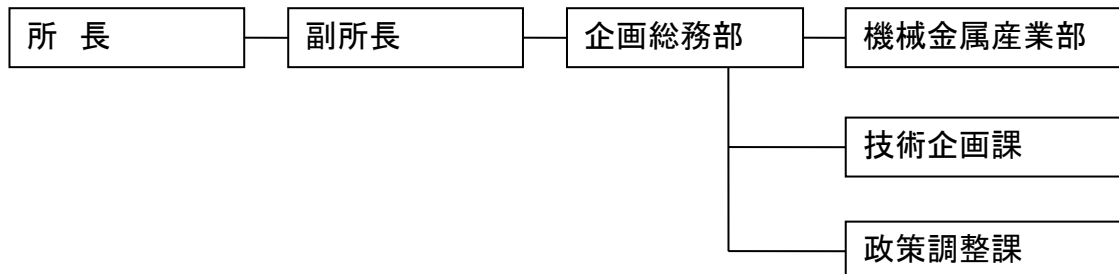 所 長
副所長
企画総務部
機械金属産業部
技術企画課
政策調整課